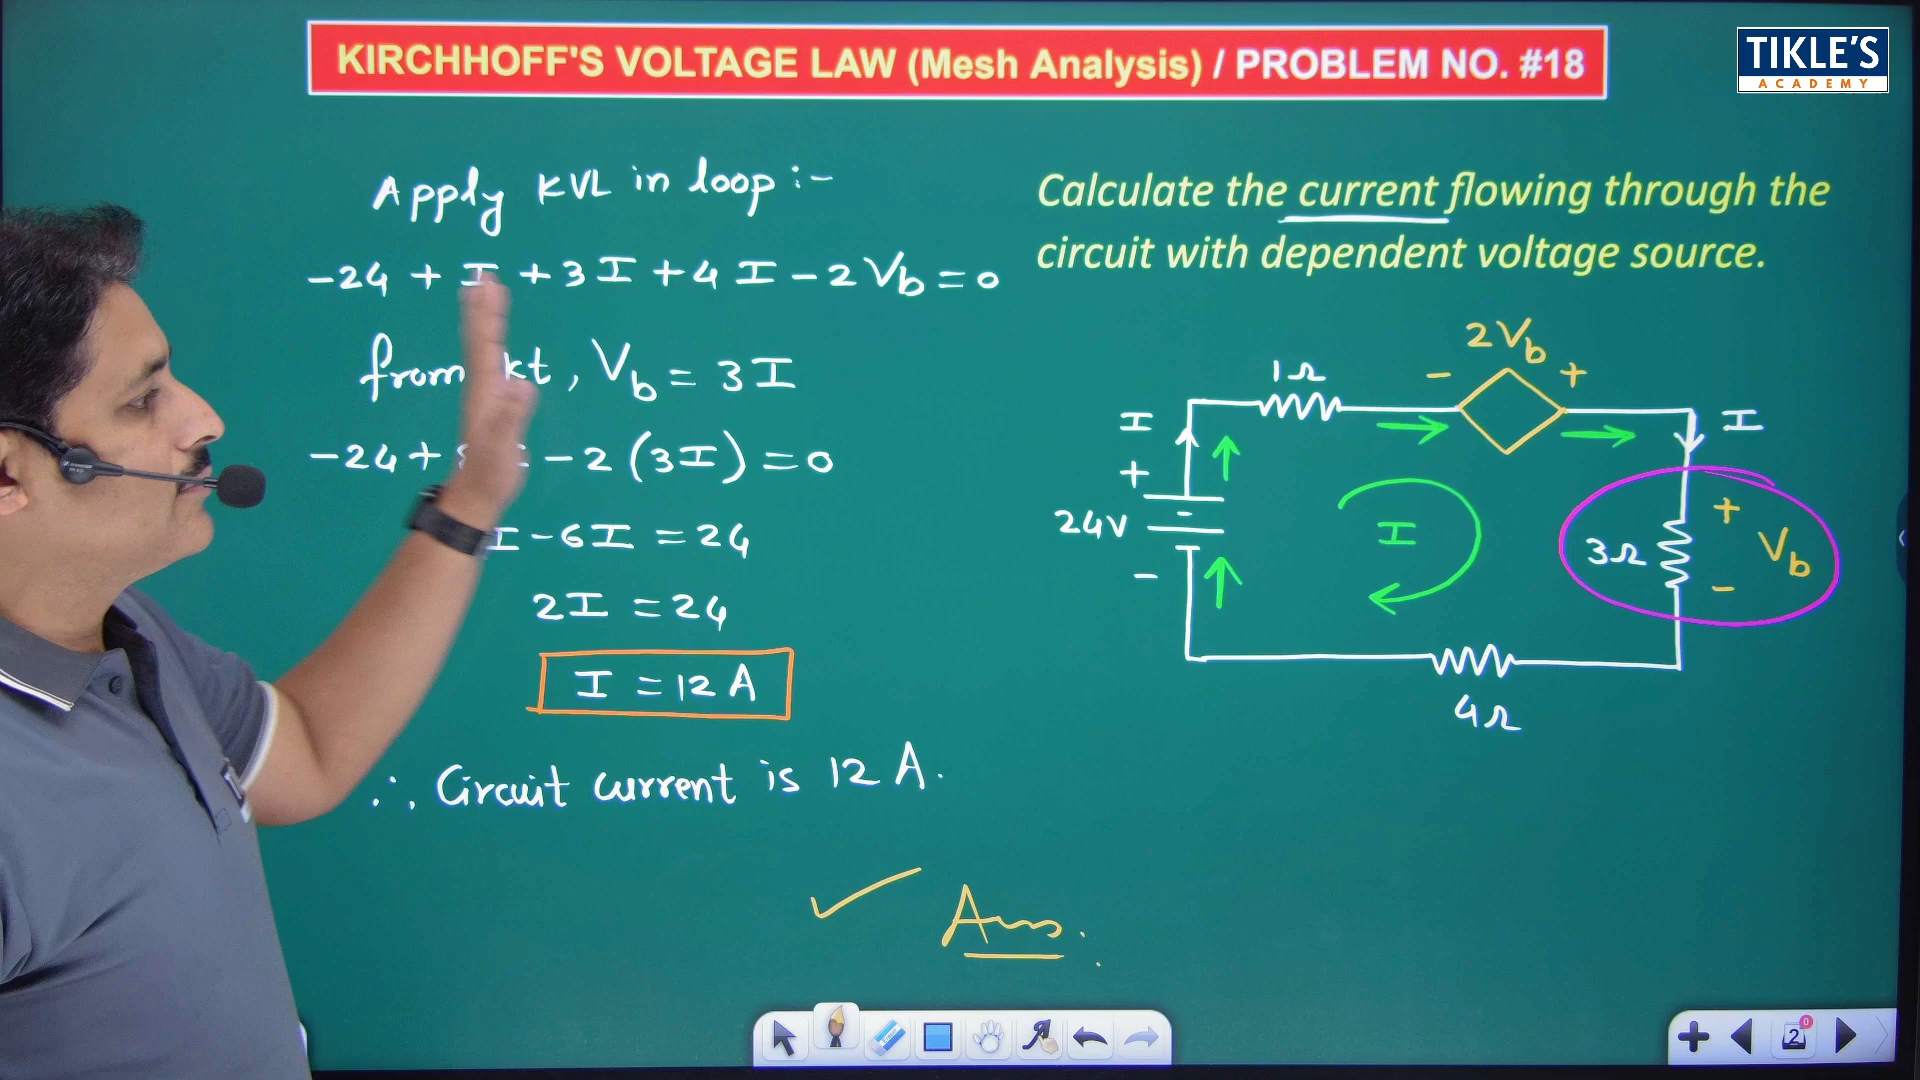 KIRCHHOFF'S VOLTAGE LAW (Mesh Analysis) / PROBLEM NO. #18
TIKLE'S
ACADEMY
Apply KVL in loop :-
-24 + I + 3I + 4I - 2Vb = 0
from kt, Vb = 3I
-24 + - 2(3I) = 0
I - 6I = 24
2I = 24
I = 12 A
∴ Circuit current is 12 A.
Ans.
Calculate the current flowing through the
circuit with dependent voltage source.
2Vb
- +
1Ω
I
I
+
24V
-
I
3Ω
+
Vb
-
4Ω
2
0